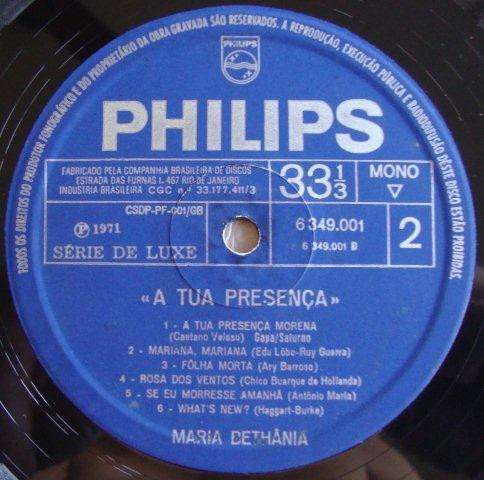 TODOS OS DIREITOS DO PRODUTOR FONOGRÁFICO E DO PROPRIETÁRIO DA OBRA GRAVADA SÃO RESERVADOS. A REPRODUÇÃO, EXECUÇÃO PÚBLICA E RADIODIFUSÃO DÊSTE DISCO ESTÃO PROIBIDAS.
PHILIPS
PHILIPS
FABRICADO PELA COMPANHIA BRASILEIRA DE DISCOS
ESTRADA DAS FURNAS 1.467 RIO DE JANEIRO
INDUSTRIA BRASILEIRA CGC n.º 33.177.411/3
33 1/3
MONO
CSDP-PF-001/GB
℗ 1971
SÉRIE DE LUXE
6 349.001
6 349.001 B
2
«A TUA PRESENÇA»
1 - A TUA PRESENÇA MORENA
(Caetano Veloso) Gapa/Saturno
2 - MARIANA, MARIANA (Edu Lôbo-Ruy Guerra)
3 - FÔLHA MORTA (Ary Barroso)
4 - ROSA DOS VENTOS (Chico Buarque de Hollanda)
5 - SE EU MORRESSE AMANHÃ (Antônio Maria)
6 - WHAT'S NEW? (Haggart-Burke)
MARIA BETHÂNIA